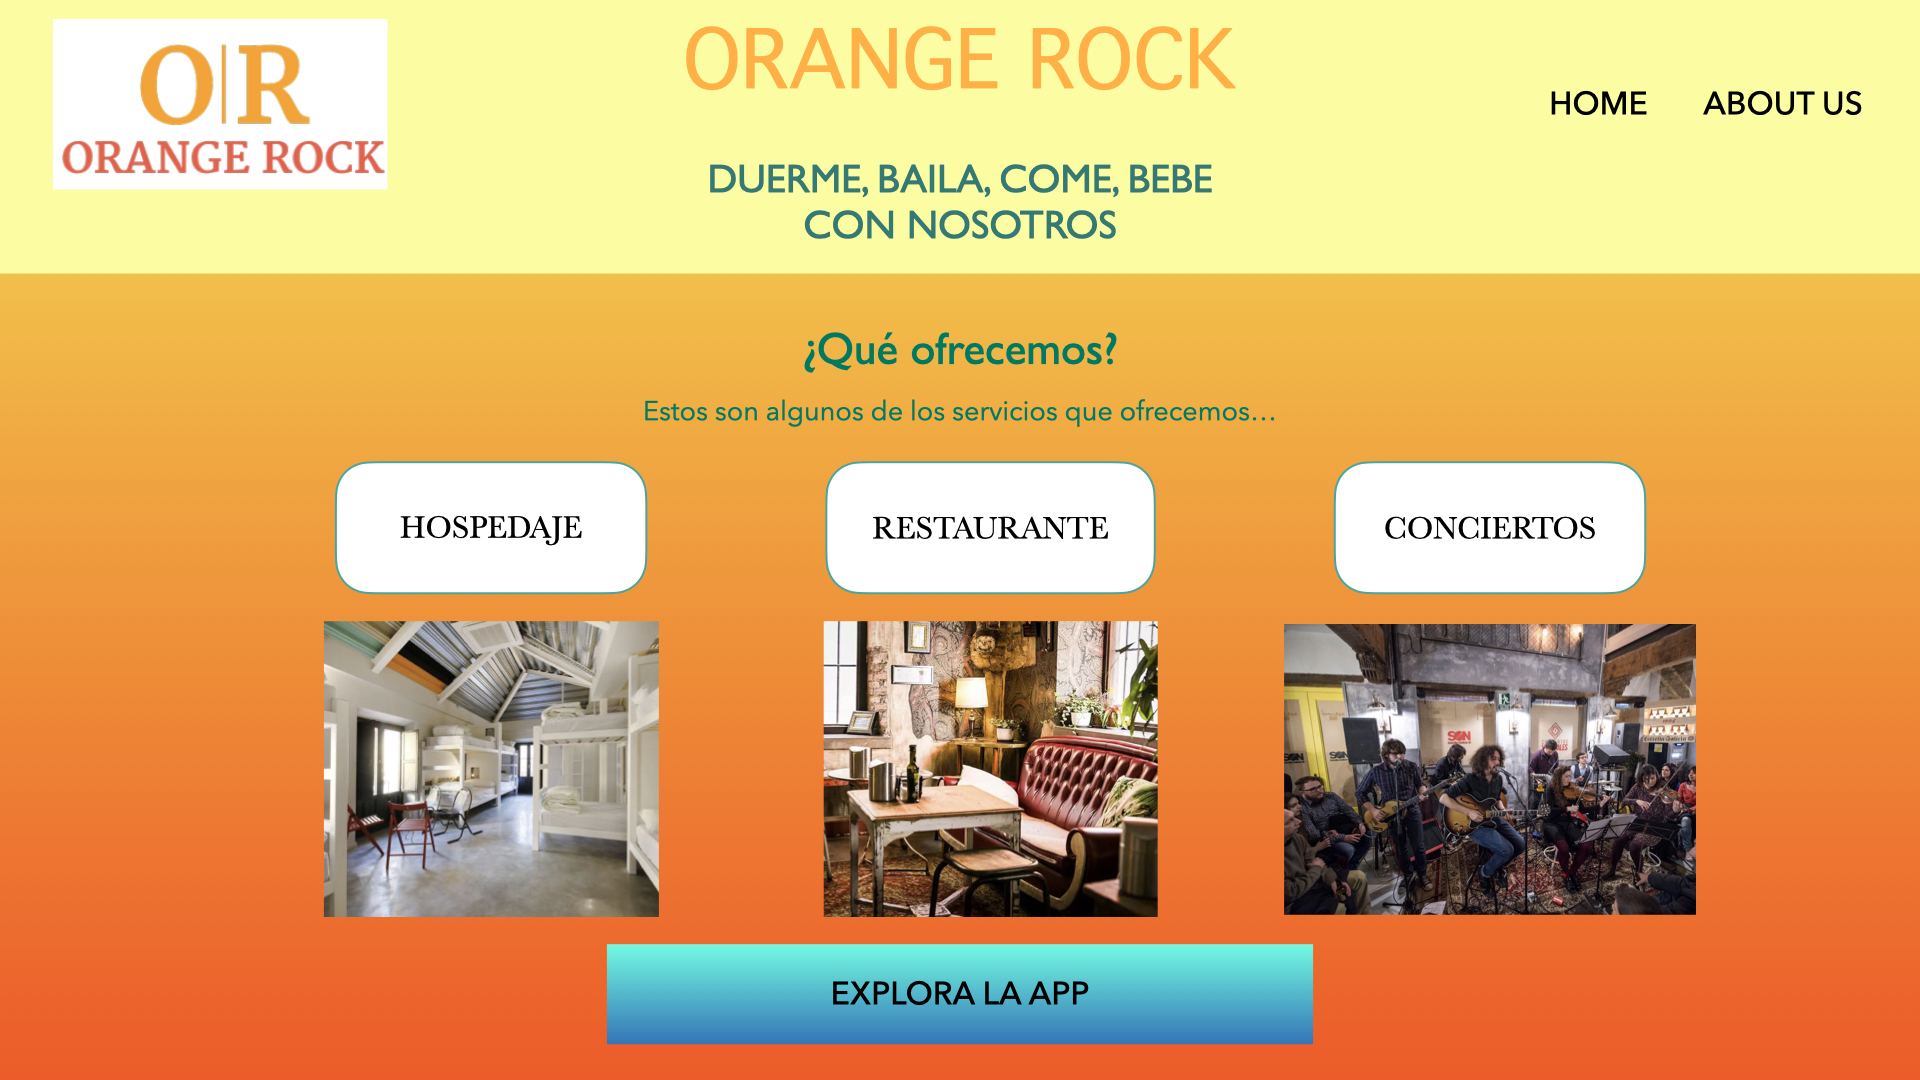 O|R
ORANGE ROCK
ORANGE ROCK
HOME
ABOUT US
DUERME, BAILA, COME, BEBE
CON NOSOTROS
¿Qué ofrecemos?
Estos son algunos de los servicios que ofrecemos...
HOSPEDAJE
RESTAURANTE
CONCIERTOS
SON
EXPLORA LA APP